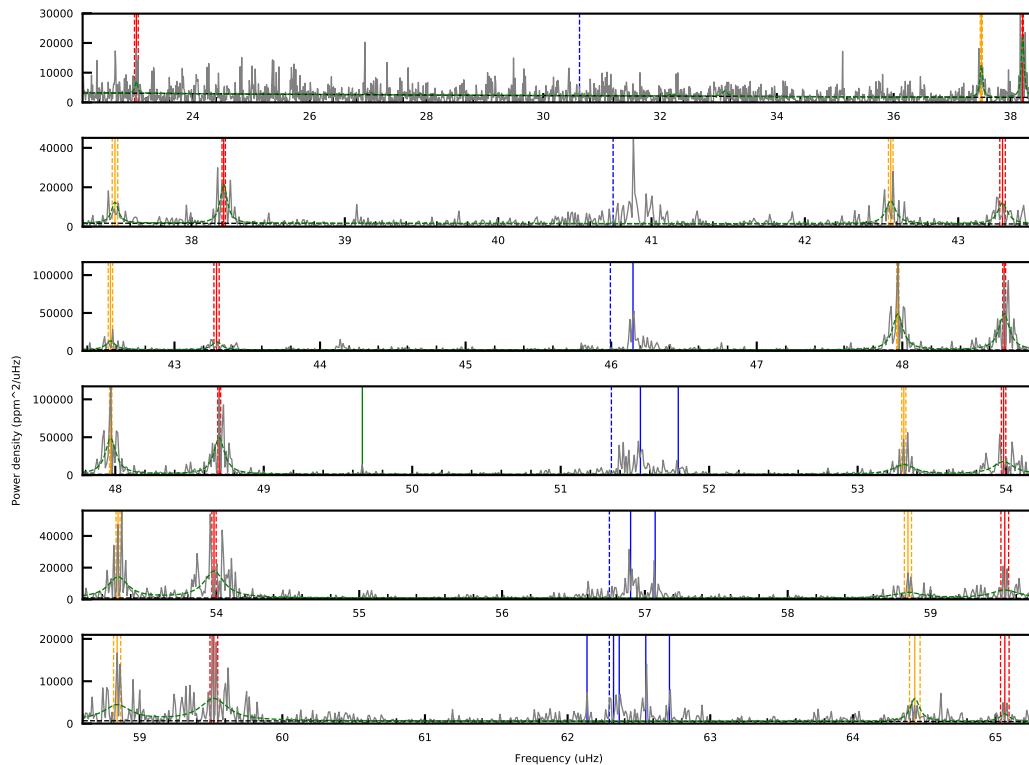 30000
20000
10000
0
24 26 28 30 32 34 36 38
40000
20000
0
38 39 40 41 42 43
100000
50000
0
43 44 45 46 47 48
Power density (ppm^2/uHz)
100000
50000
0
48 49 50 51 52 53 54
40000
20000
0
54 55 56 57 58 59
20000
10000
0
59 60 61 62 63 64 65
Frequency (uHz)